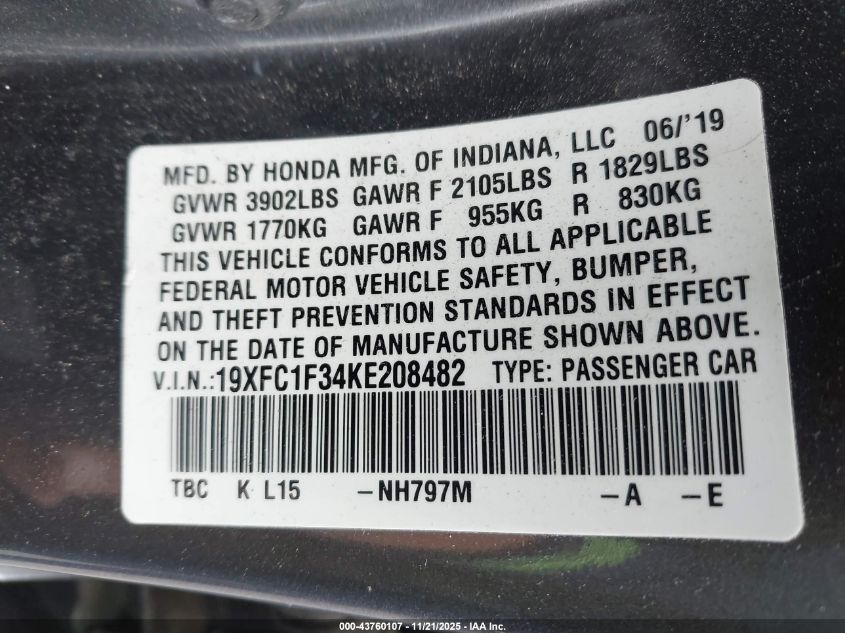 MFD. BY HONDA MFG. OF INDIANA, LLC 06/'19
GVWR 3902LBS GAWR F 2105LBS R 1829LBS
GVWR 1770KG GAWR F 955KG R 830KG
THIS VEHICLE CONFORMS TO ALL APPLICABLE
FEDERAL MOTOR VEHICLE SAFETY, BUMPER,
AND THEFT PREVENTION STANDARDS IN EFFECT
ON THE DATE OF MANUFACTURE SHOWN ABOVE.
V.I.N.:19XFC1F34KE208482 TYPE: PASSENGER CAR
TBC K L15 -NH797M -A -E
000-43760107 - 11/21/2025 - IAA Inc.